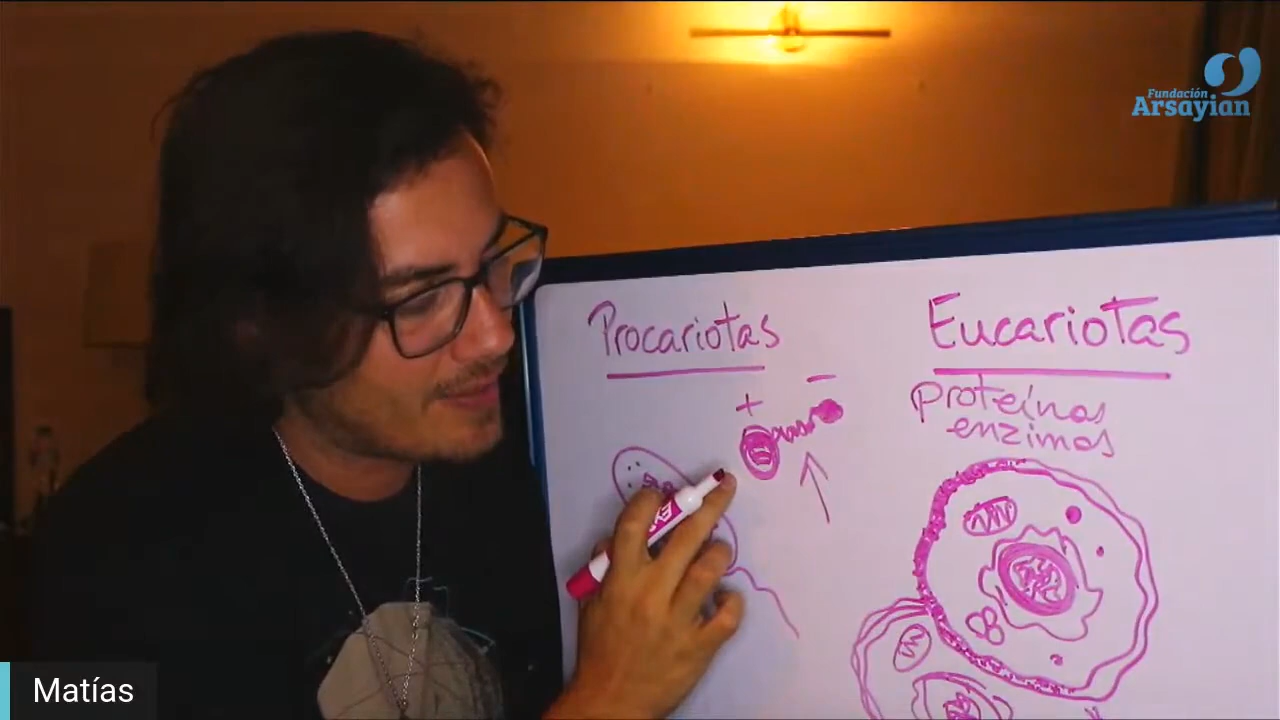 Fundación
Arsayian
Procariotas
Eucariotas
+
−
proteínas
enzimas
Matías